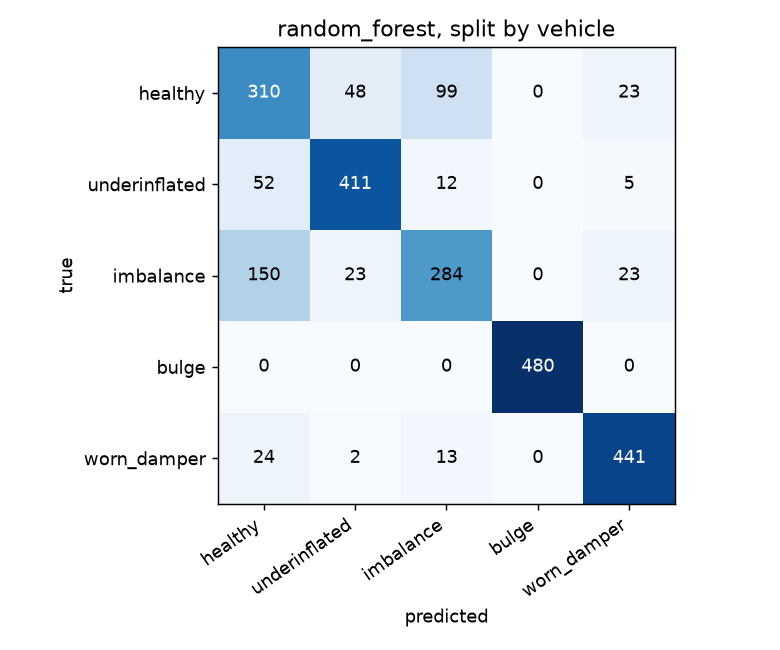 random_forest, split by vehicle
true
healthy 310 48 99 0 23
underinflated 52 411 12 0 5
imbalance 150 23 284 0 23
bulge 0 0 0 480 0
worn_damper 24 2 13 0 441
healthy underinflated imbalance bulge worn_damper
predicted